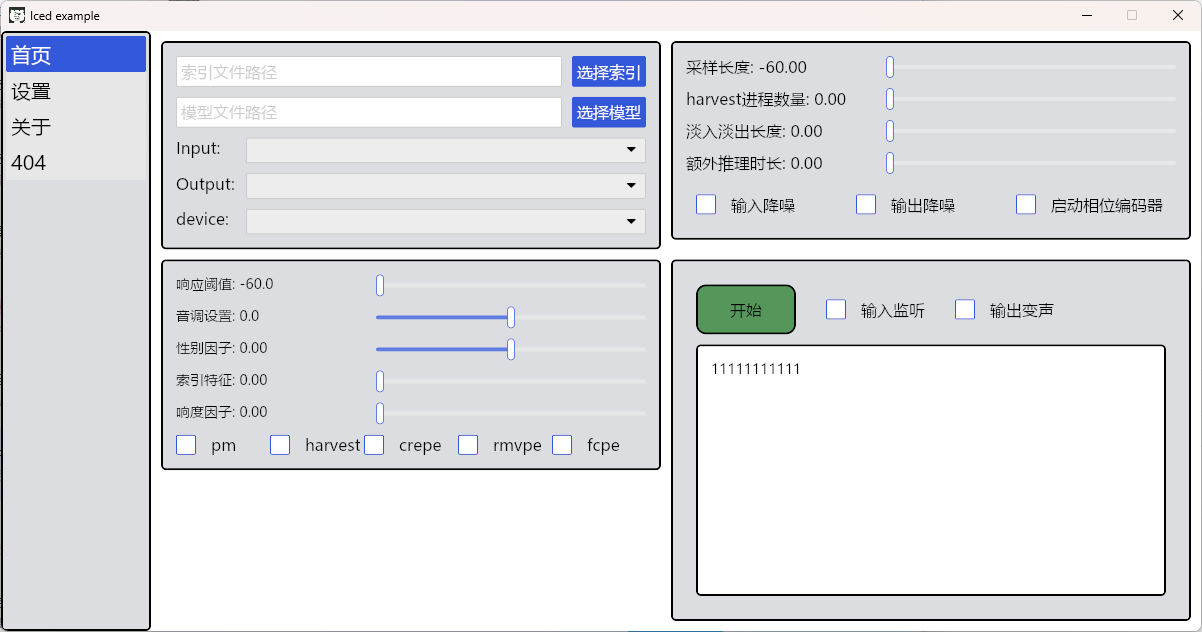 Iced example
首页
设置
关于
404
索引文件路径
选择索引
模型文件路径
选择模型
Input:
Output:
device:
采样长度: -60.00
harvest进程数量: 0.00
淡入淡出长度: 0.00
额外推理时长: 0.00
输入降噪 输出降噪 启动相位编码器
响应阈值: -60.0
音调设置: 0.0
性别因子: 0.00
索引特征: 0.00
响度因子: 0.00
pm harvest crepe rmvpe fcpe
开始 输入监听 输出变声
11111111111